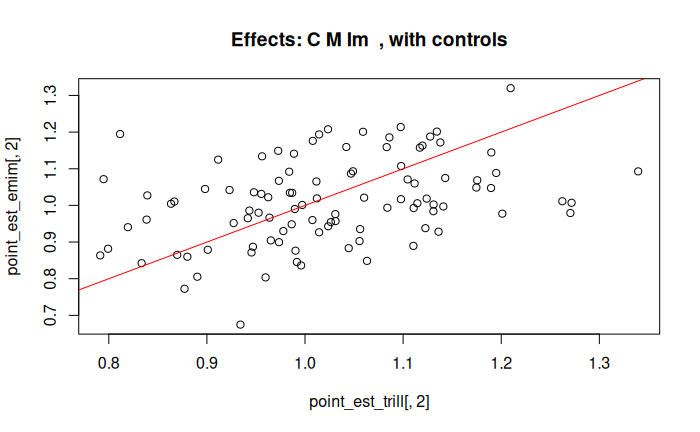 Effects: C M Im , with controls
point_est_emim[, 2]
1.3
1.2
1.1
1.0
0.9
0.8
0.7
0.8 0.9 1.0 1.1 1.2 1.3
point_est_trill[, 2]